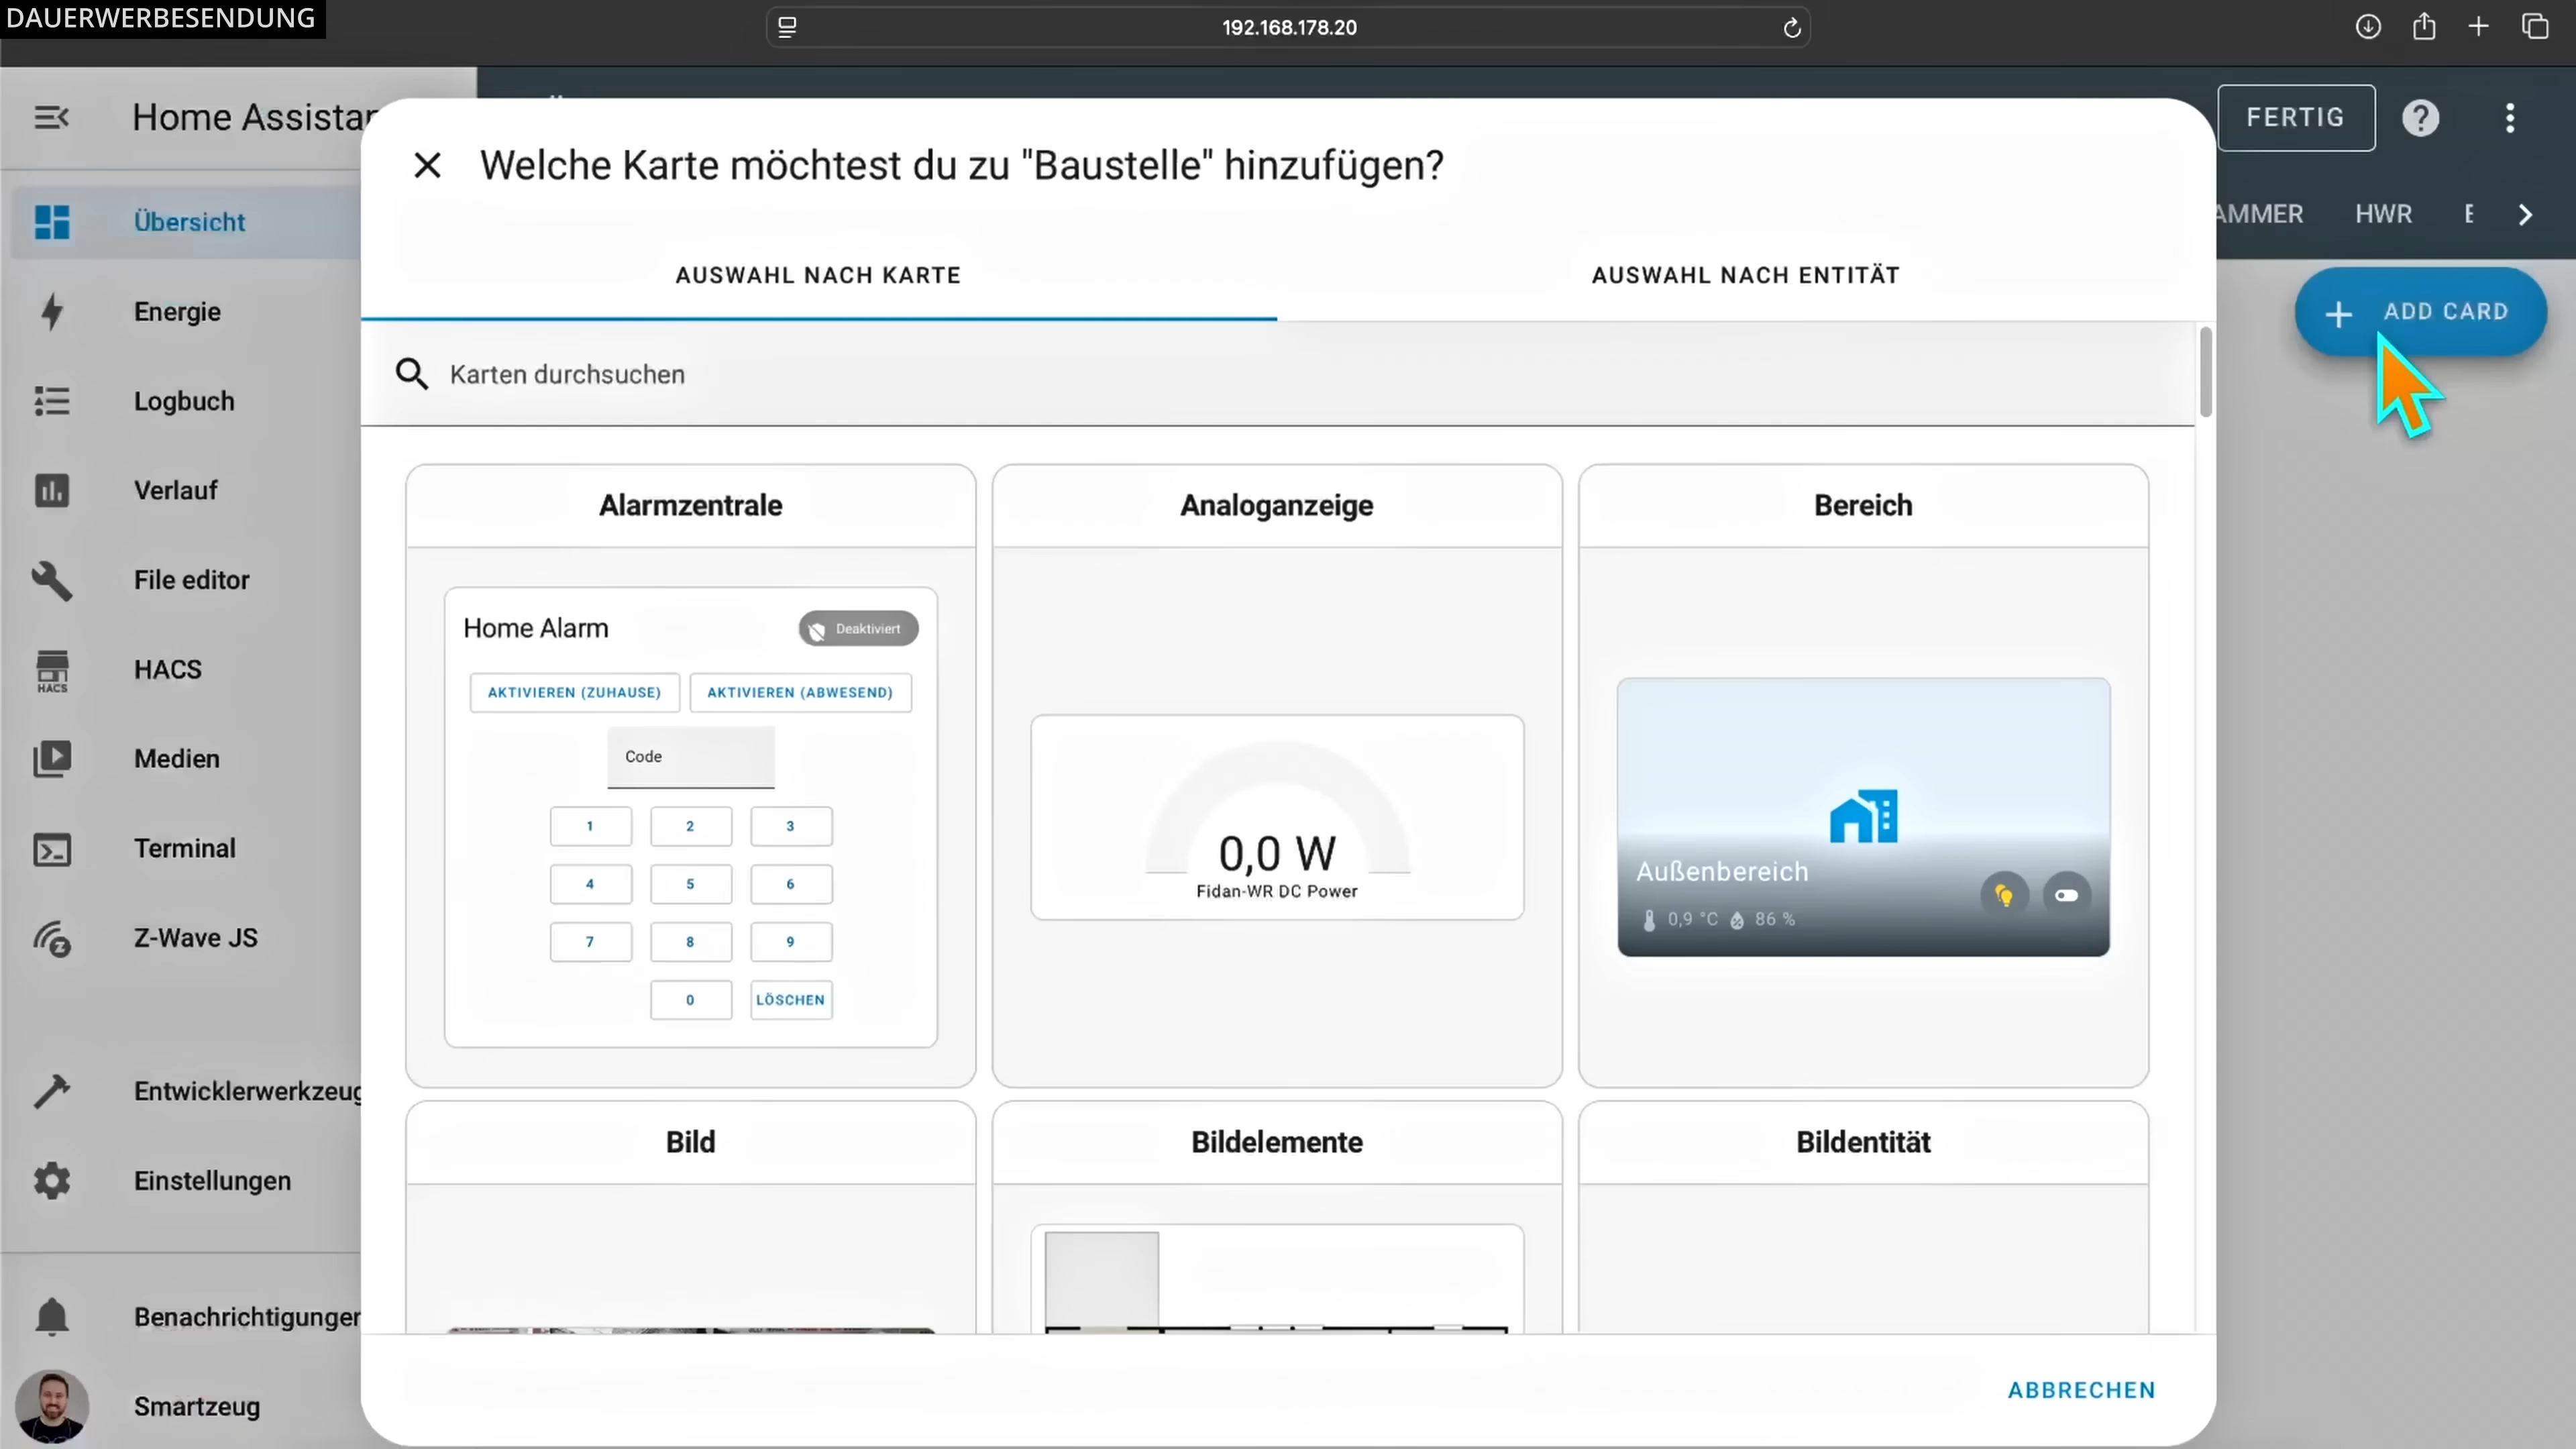 DAUERWERBESENDUNG
192.168.178.20
Home Assistan
FERTIG
Welche Karte möchtest du zu "Baustelle" hinzufügen?
AMMER
HWR
ADD CARD
AUSWAHL NACH KARTE
AUSWAHL NACH ENTITÄT
Karten durchsuchen
Übersicht
Energie
Logbuch
Verlauf
File editor
HACS
HACS
Medien
Terminal
Z-Wave JS
Entwicklerwerkzeug
Einstellungen
Benachrichtigungen
Smartzeug
Alarmzentrale
Home Alarm
Deaktiviert
AKTIVIEREN (ZUHAUSE)
AKTIVIEREN (ABWESEND)
Code
1
2
3
4
5
6
7
8
9
0
LÖSCHEN
Analoganzeige
0,0 W
Fidan-WR DC Power
Bereich
Außenbereich
0,9 °C
86 %
Bild
Bildelemente
Bildentität
ABBRECHEN